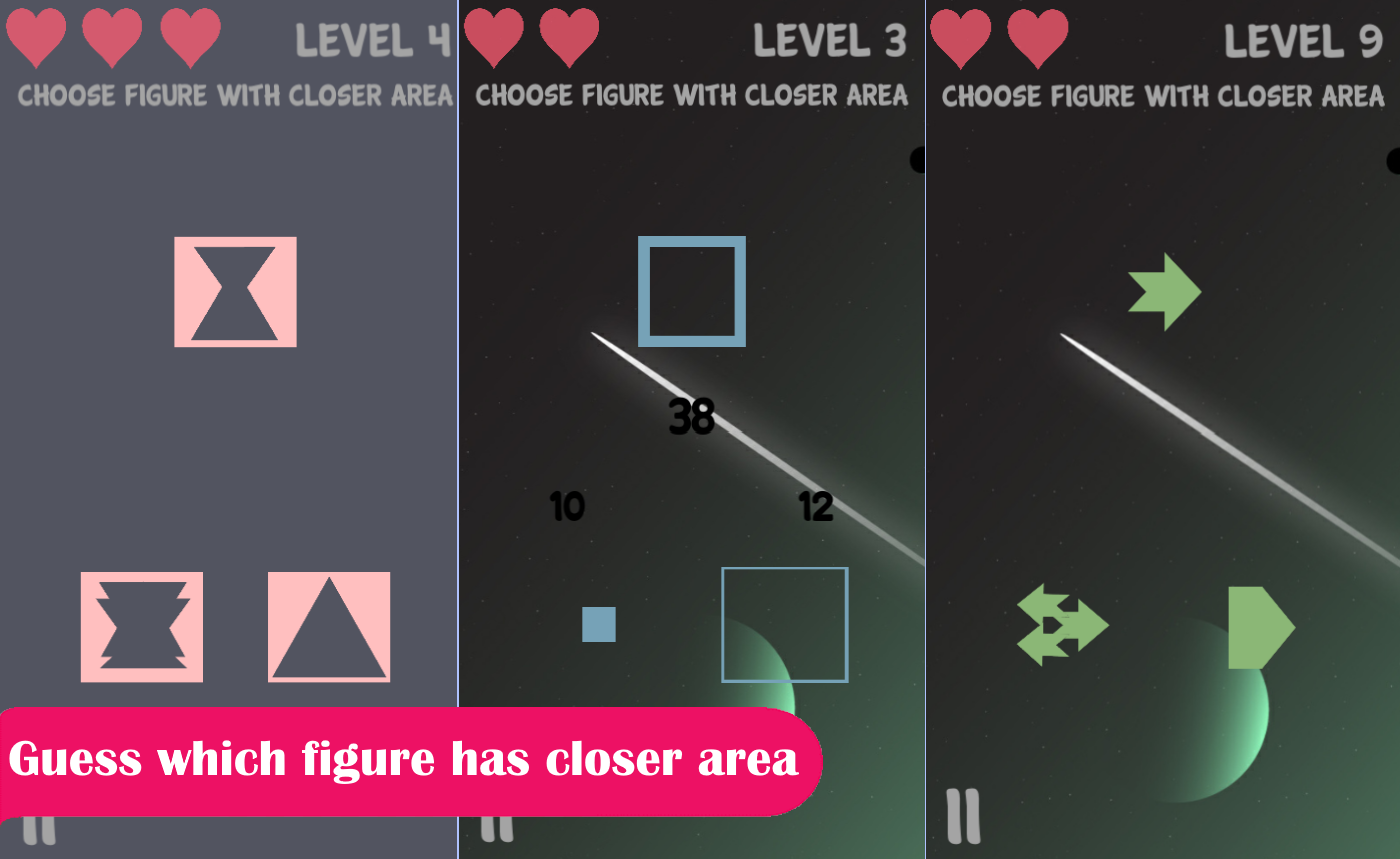 LEVEL 4
CHOOSE FIGURE WITH CLOSER AREA
LEVEL 3
CHOOSE FIGURE WITH CLOSER AREA
38
10
12
LEVEL 9
CHOOSE FIGURE WITH CLOSER AREA
Guess which figure has closer area